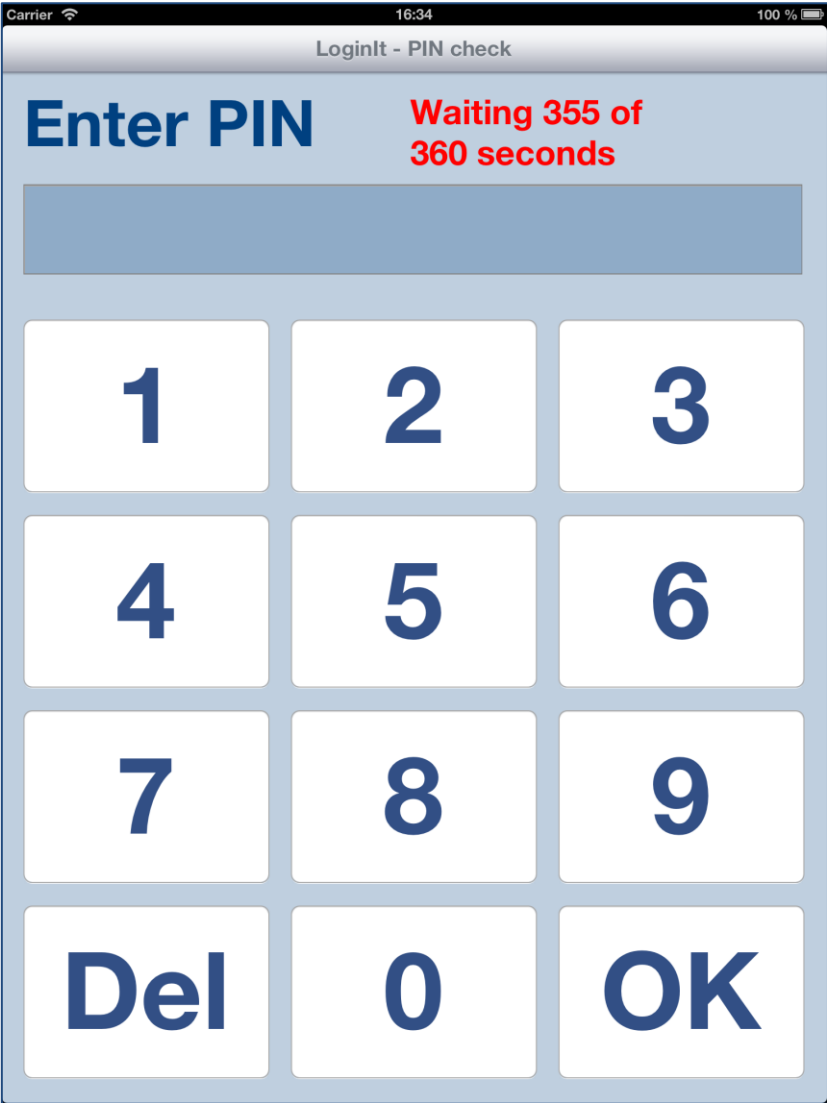 Carrier 16:34 100 %
LoginIt - PIN check
Enter PIN
Waiting 355 of
360 seconds
1 2 3
4 5 6
7 8 9
Del 0 OK